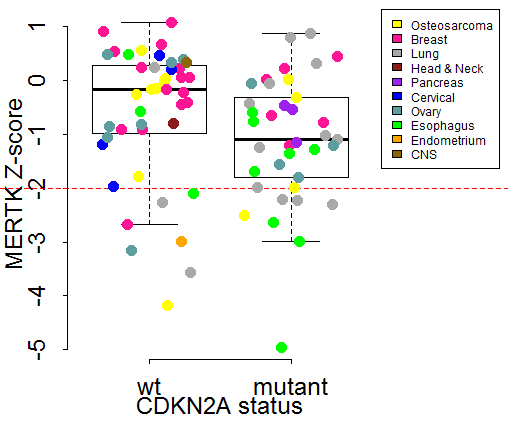 MERTK Z-score
1
0
-1
-2
-3
-4
-5
wt
mutant
CDKN2A status
Osteosarcoma
Breast
Lung
Head & Neck
Pancreas
Cervical
Ovary
Esophagus
Endometrium
CNS